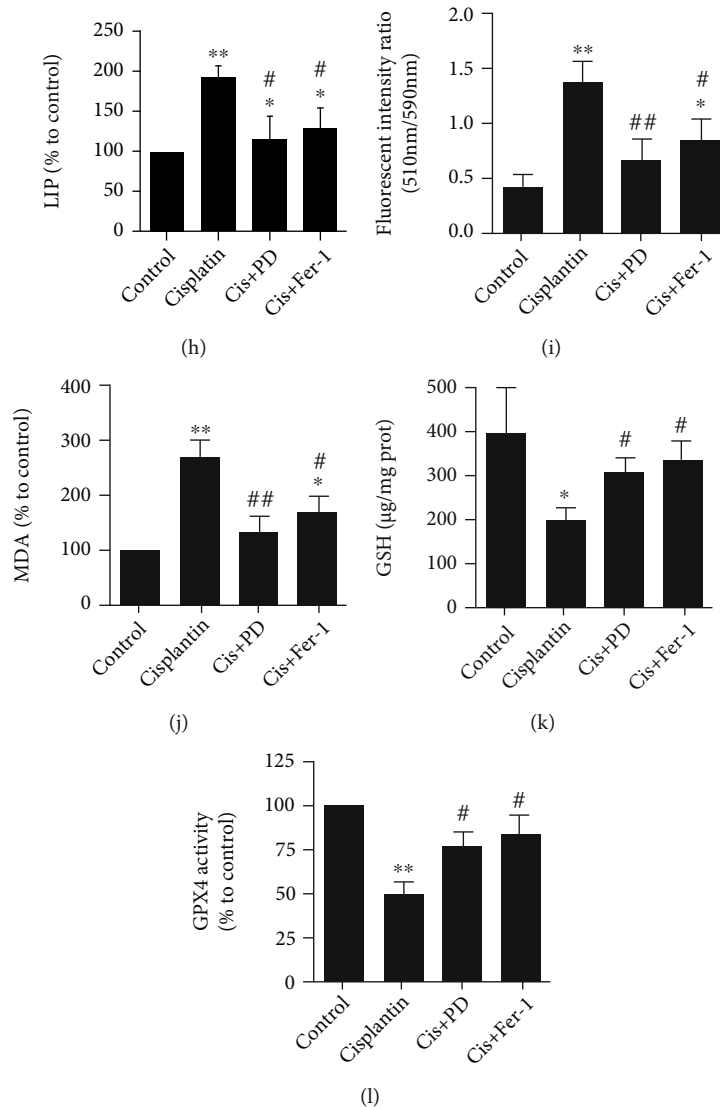 LIP (% to control)
250
200
150
100
50
0
**
#
*
#
*
Control
Cisplatin
Cis+PD
Cis+Fer-1
(h)
Fluorescent intensity ratio
(510nm/590nm)
2.0
1.5
1.0
0.5
0.0
**
##
#
*
Control
Cisplantin
Cis+PD
Cis+Fer-1
(i)
MDA (% to control)
400
300
200
100
0
**
##
#
*
Control
Cisplantin
Cis+PD
Cis+Fer-1
(j)
GSH (μg/mg prot)
500
400
300
200
100
0
*
#
#
Control
Cisplantin
Cis+PD
Cis+Fer-1
(k)
GPX4 activity
(% to control)
125
100
75
50
25
0
**
#
#
Control
Cisplantin
Cis+PD
Cis+Fer-1
(l)